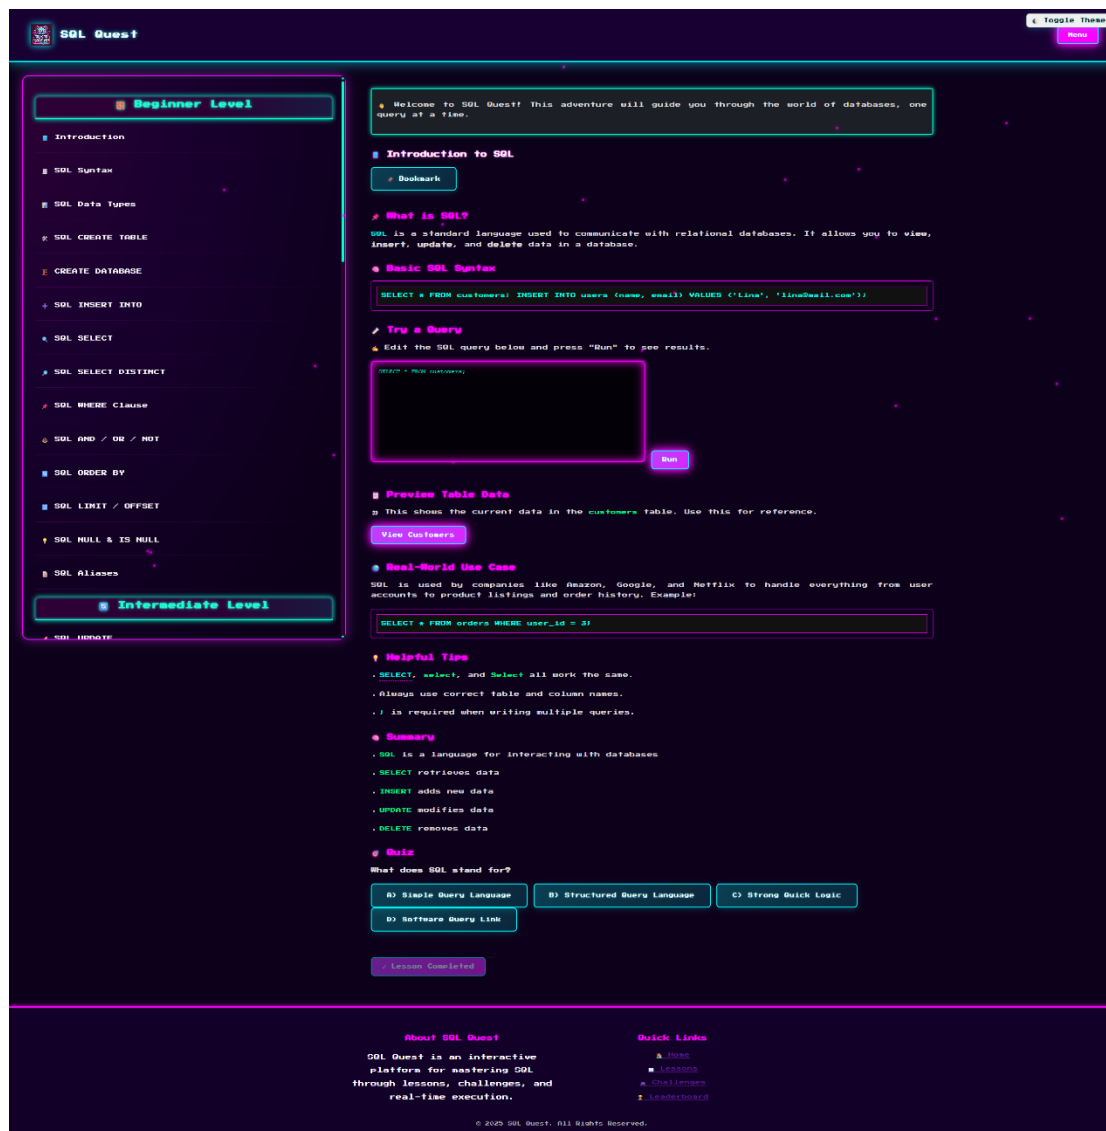 SQL Quest
Toggle Theme
Menu
Beginner Level
Introduction
SQL Syntax
SQL Data Types
SQL CREATE TABLE
CREATE DATABASE
SQL INSERT INTO
SQL SELECT
SQL SELECT DISTINCT
SQL WHERE Clause
SQL AND / OR / NOT
SQL ORDER BY
SQL LIMIT / OFFSET
SQL NULL & IS NULL
SQL Aliases
Intermediate Level
SQL UPDATE
Welcome to SQL Quest! This adventure will guide you through the world of databases, one
query at a time.
Introduction to SQL
Bookmark
What is SQL?
SQL is a standard language used to communicate with relational databases. It allows you to view,
insert, update, and delete data in a database.
Basic SQL Syntax
SELECT * FROM customers; INSERT INTO users (name, email) VALUES ('Lina', 'lina@mail.com');
Try a Query
Edit the SQL query below and press "Run" to see results.
SELECT * FROM customers;
Run
Preview Table Data
This shows the current data in the customers table. Use this for reference.
View Customers
Real-World Use Case
SQL is used by companies like Amazon, Google, and Netflix to handle everything from user
accounts to product listings and order history. Example:
SELECT * FROM orders WHERE user_id = 3;
Helpful Tips
. SELECT, select, and Select all work the same.
. Always use correct table and column names.
. ; is required when writing multiple queries.
Summary
. SQL is a language for interacting with databases
. SELECT retrieves data
. INSERT adds new data
. UPDATE modifies data
. DELETE removes data
Quiz
What does SQL stand for?
A) Simple Query Language
B) Structured Query Language
C) Strong Quick Logic
D) Software Query Link
✓ Lesson Completed
About SQL Quest
SQL Quest is an interactive
platform for mastering SQL
through lessons, challenges, and
real-time execution.
Quick Links
Home
Lessons
Challenges
Leaderboard
© 2025 SQL Quest. All Rights Reserved.